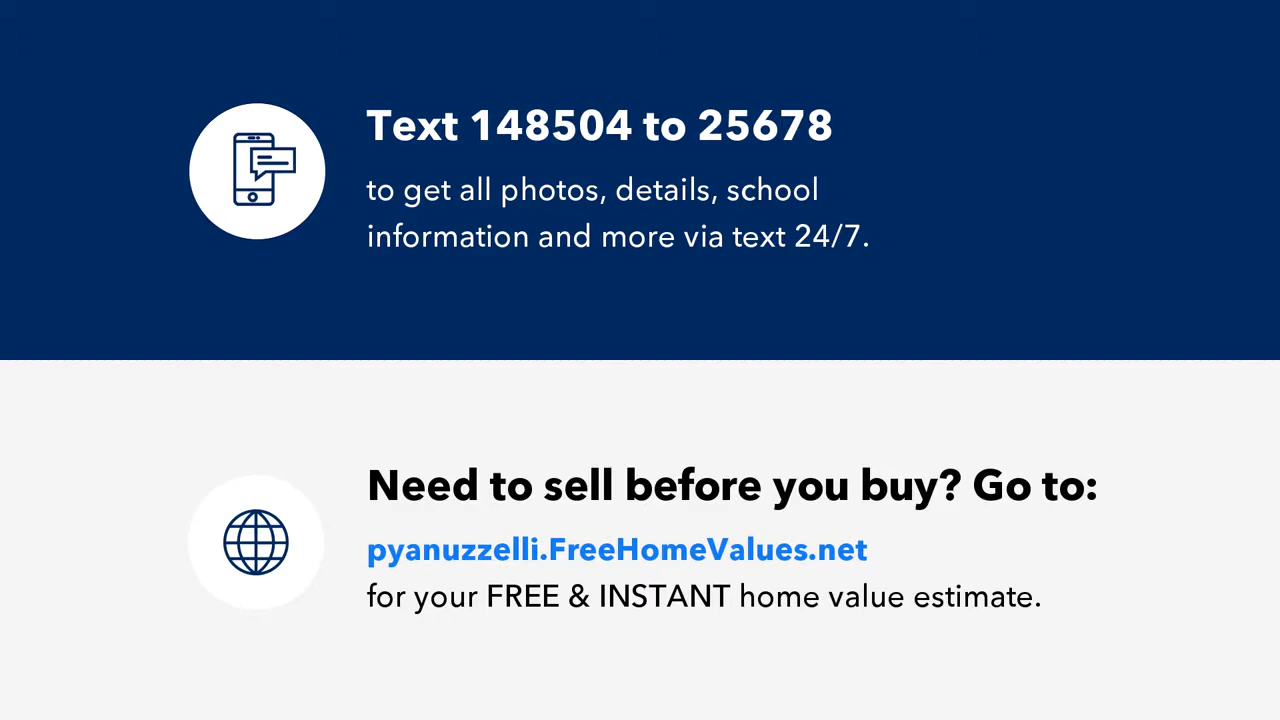 Text 148504 to 25678
to get all photos, details, school
information and more via text 24/7.
Need to sell before you buy? Go to:
pyanuzzelli.FreeHomeValues.net
for your FREE & INSTANT home value estimate.